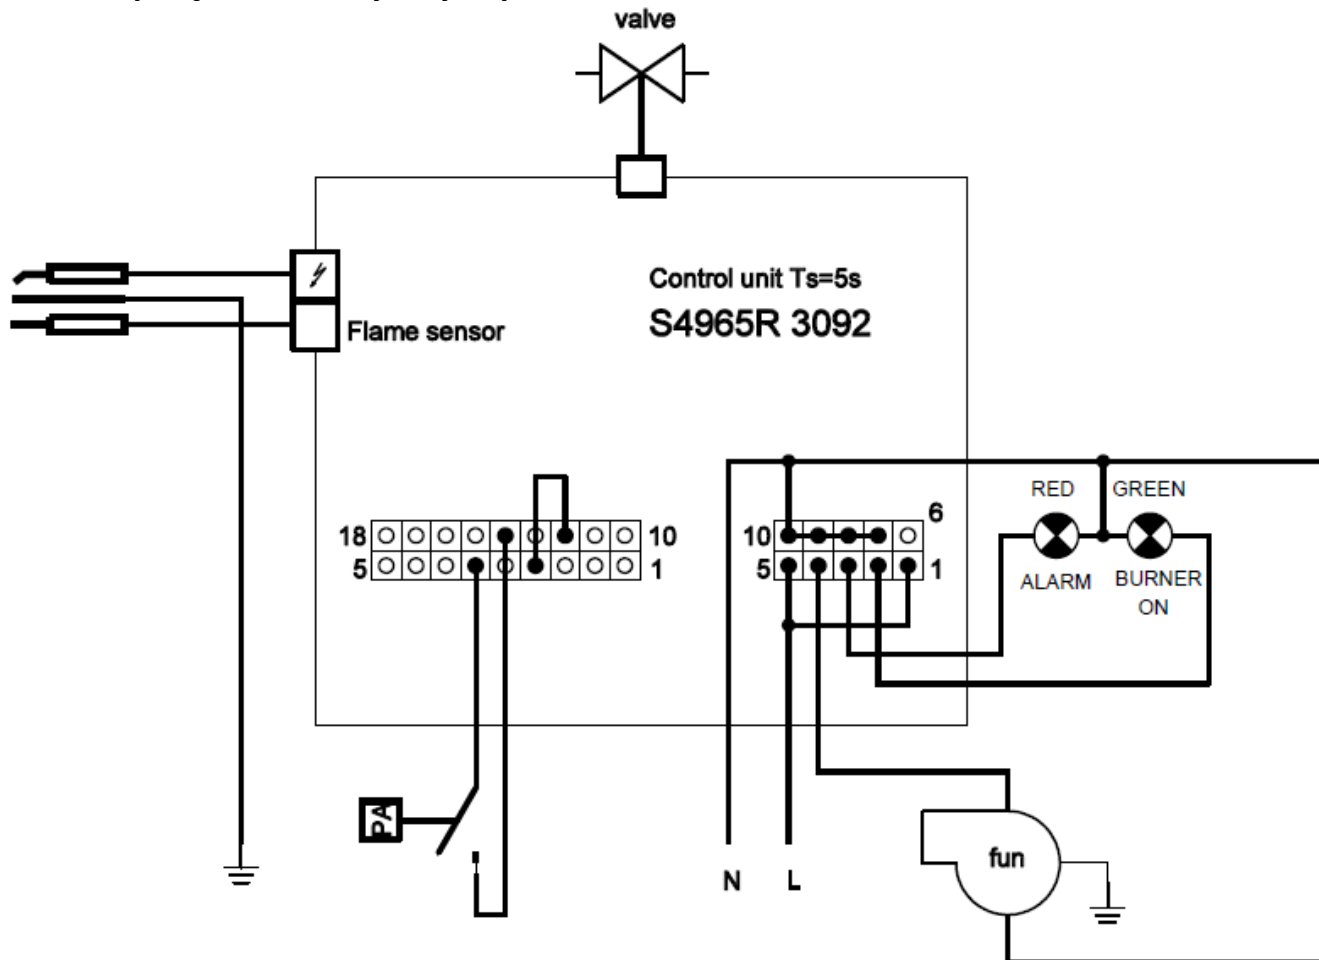 valve
Control unit Ts=5s
S4965R 3092
Flame sensor
RED GREEN
6
18 10 10
5 1 5 1
ALARM BURNER
ON
PA
fun
N L